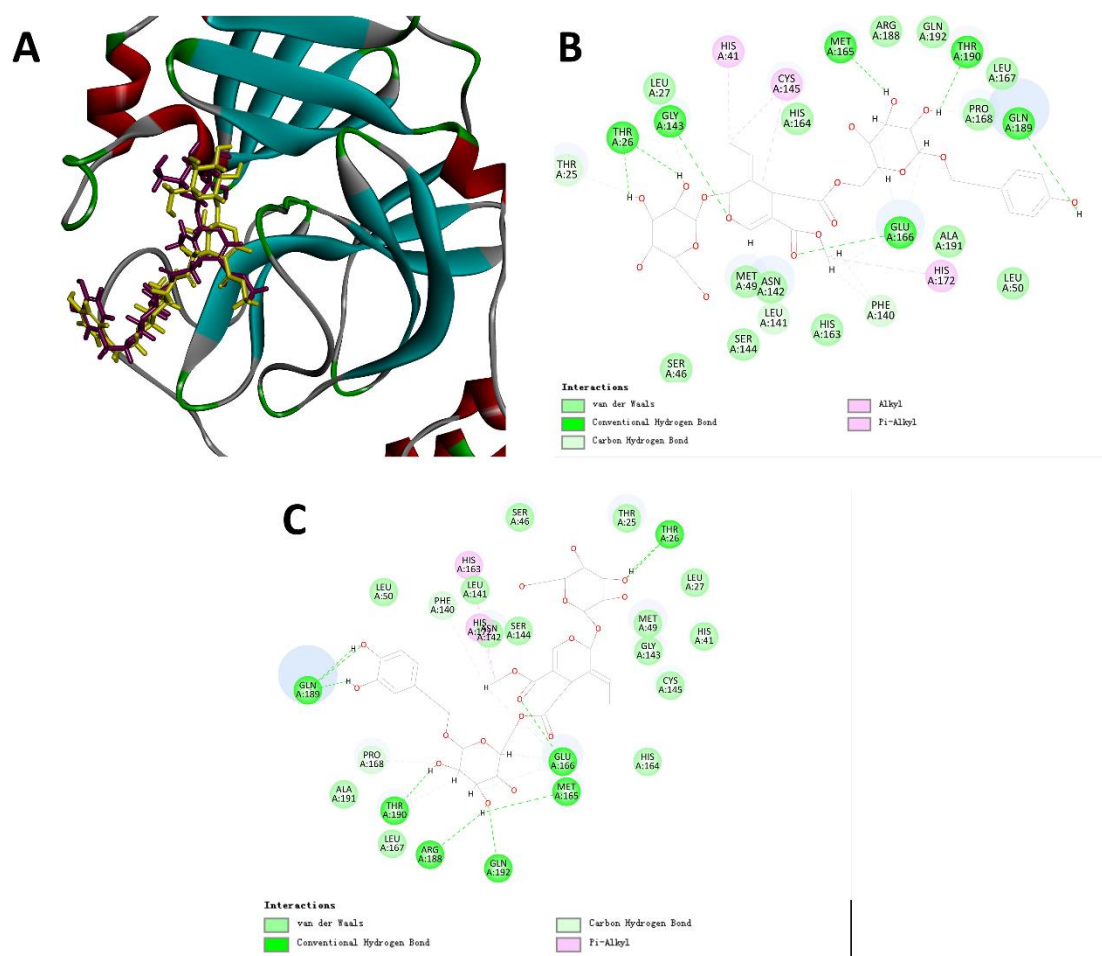 A
B
ARG
A:188
GLN
A:192
MET
A:165
THR
A:190
HIS
A:41
LEU
A:167
CYS
A:145
LEU
A:27
PRO
A:168
GLN
A:189
GLY
A:143
HIS
A:164
THR
A:26
THR
A:25
GLU
A:166
ALA
A:191
MET
A:49
ASN
A:142
HIS
A:172
LEU
A:50
PHE
A:140
LEU
A:141
HIS
A:163
SER
A:144
SER
A:46
Interactions
van der Waals
Conventional Hydrogen Bond
Carbon Hydrogen Bond
Alkyl
Pi-Alkyl
C
SER
A:46
THR
A:25
THR
A:26
HIS
A:163
LEU
A:50
LEU
A:141
LEU
A:27
PHE
A:140
HIS
ASN
A:142
SER
A:144
MET
A:49
HIS
A:41
GLY
A:143
CYS
A:145
GLN
A:189
PRO
A:168
GLU
A:166
HIS
A:164
ALA
A:191
MET
A:165
THR
A:190
LEU
A:167
ARG
A:188
GLN
A:192
Interactions
van der Waals
Conventional Hydrogen Bond
Carbon Hydrogen Bond
Pi-Alkyl